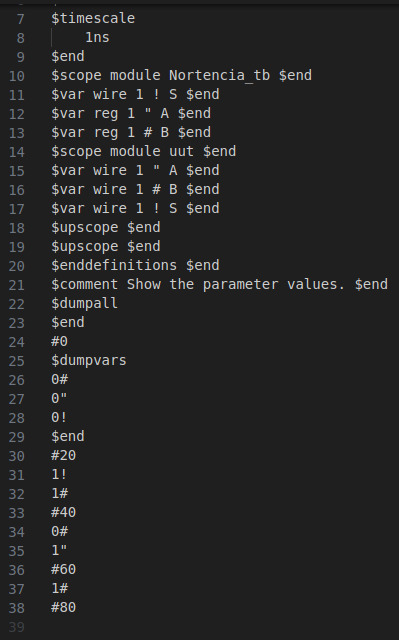 7 $timescale
8 1ns
9 $end
10 $scope module Nortencia_tb $end
11 $var wire 1 ! S $end
12 $var reg 1 " A $end
13 $var reg 1 # B $end
14 $scope module uut $end
15 $var wire 1 " A $end
16 $var wire 1 # B $end
17 $var wire 1 ! S $end
18 $upscope $end
19 $upscope $end
20 $enddefinitions $end
21 $comment Show the parameter values. $end
22 $dumpall
23 $end
24 #0
25 $dumpvars
26 0#
27 0"
28 0!
29 $end
30 #20
31 1!
32 1#
33 #40
34 0#
35 1"
36 #60
37 1#
38 #80
39